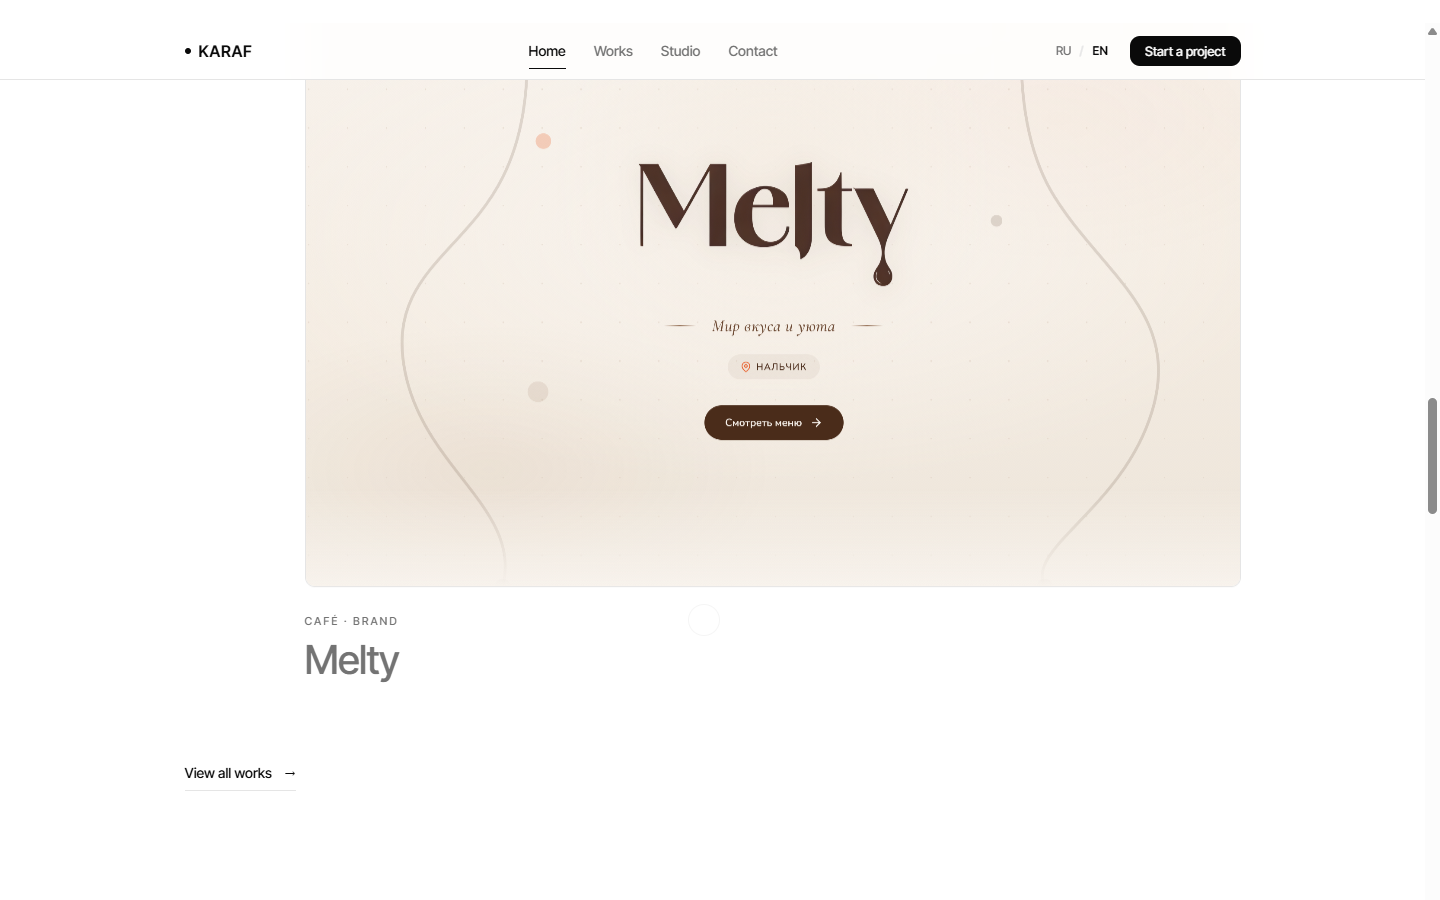 KARAF
Home Works Studio Contact
RU / EN
Start a project
Melty
Мир вкуса и уюта
НАЛЬЧИК
Смотреть меню →
CAFÉ · BRAND
Melty
View all works →